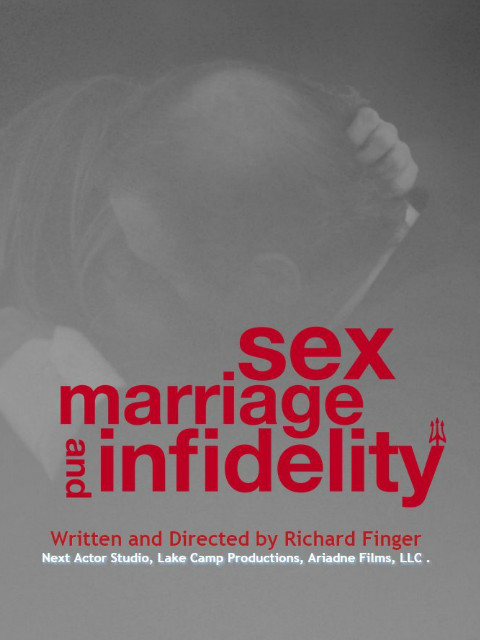 sex
marriage
and infidelity
Written and Directed by Richard Finger
Next Actor Studio, Lake Camp Productions, Ariadne Films, LLC .